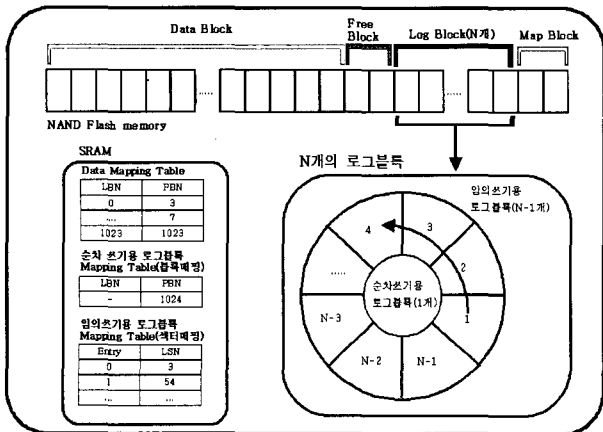 Data Block
Free
Block
Log Block(N개)
Map Block
.....
.....
NAND Flash memory
SRAM
Data Mapping Table
LBN PBN
0 3
.... 7
1023 1023
순차 쓰기용 로그블록
Mapping Table(블록매핑)
LBN PBN
- 1024
임의쓰기용 로그블록
Mapping Table(섹터매핑)
Entry LSN
0 3
1 54
.... ....
N개의 로그블록
임의쓰기용
로그블록(N-1개)
4
3
2
1
순차쓰기용
로그블록(1개)
......
N-3
N-2
N-1